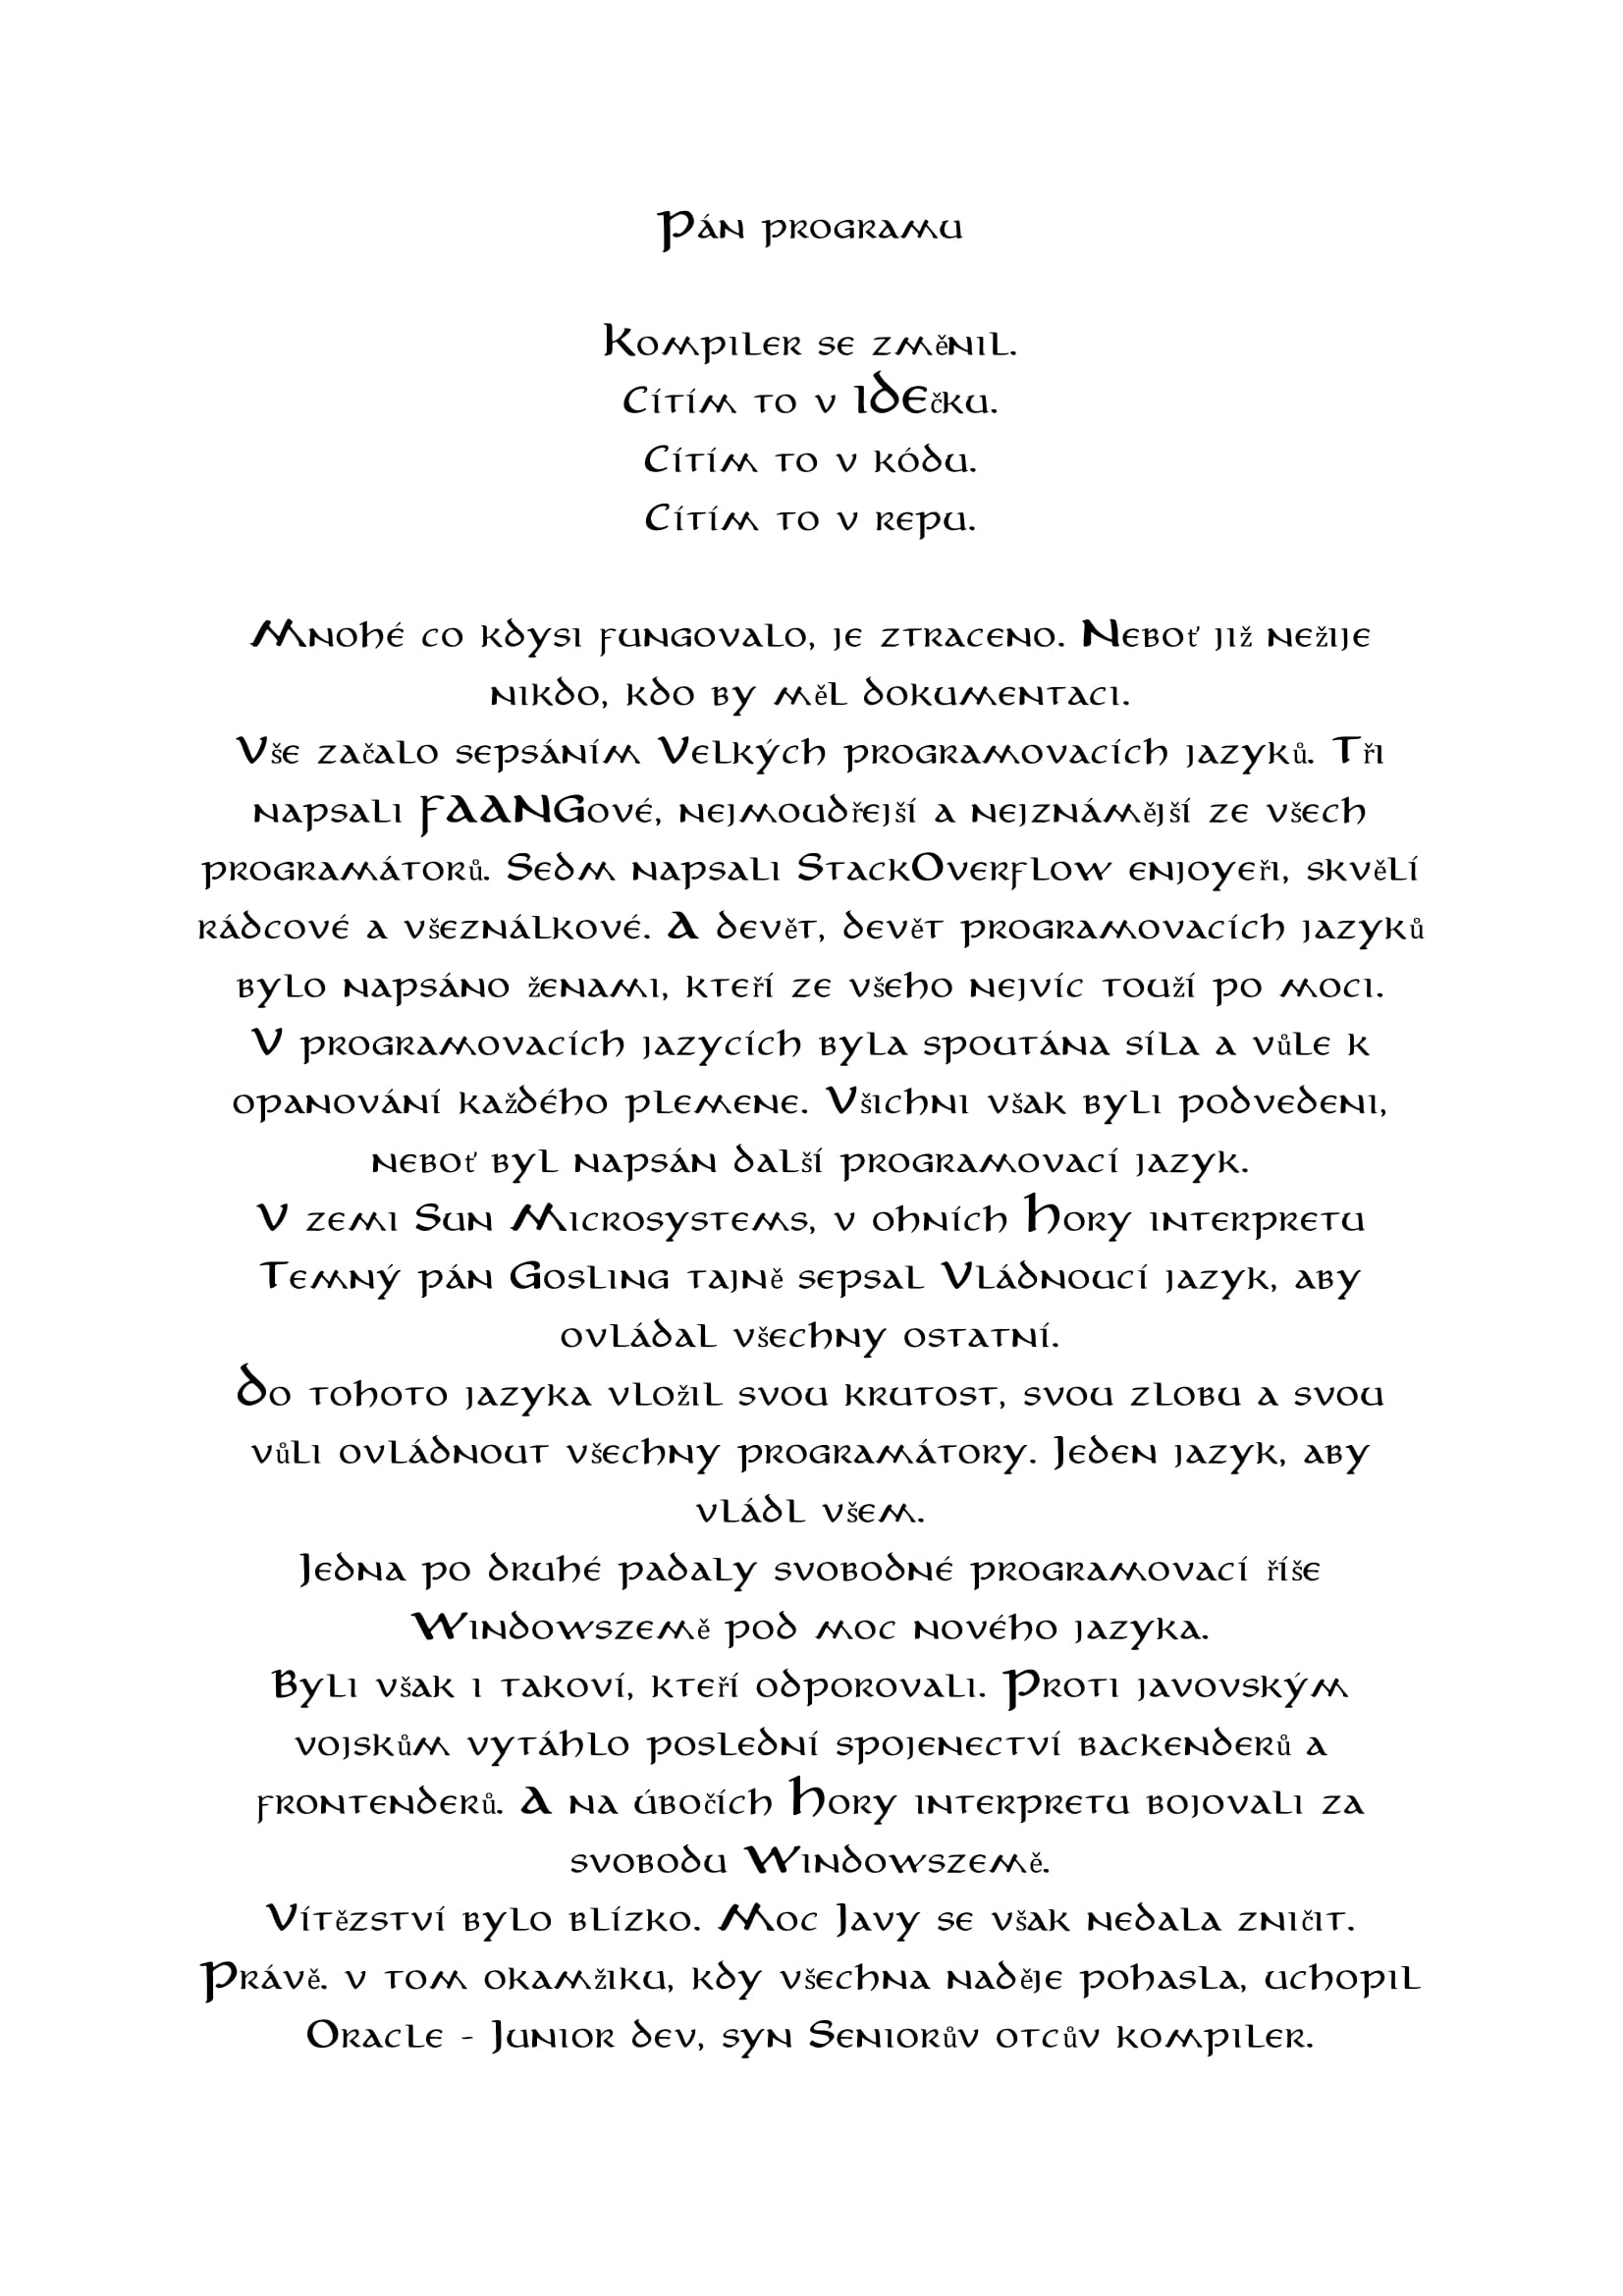 Pán programu
Kompiler se změnil.
Cítím to v IDEčku.
Cítím to v kódu.
Cítím to v repu.
Mnohé co kdysi fungovalo, je ztraceno. Neboť již nežije
nikdo, kdo by měl dokumentaci.
Vše začalo sepsáním Velkých programovacích jazyků. Tři
napsali FAANGové, nejmoudřejší a nejznámější ze všech
programátorů. Sedm napsali StackOverflow enjoyeři, skvělí
rádcové a všeználkové. A devět, devět programovacích jazyků
bylo napsáno ženami, kteří ze všeho nejvíc touží po moci.
V programovacích jazycích byla spoutána síla a vůle k
opanování každého plemene. Všichni však byli podvedeni,
neboť byl napsán další programovací jazyk.
V zemi Sun Microsystems, v ohních Hory interpretu
Temný pán Gosling tajně sepsal Vládnoucí jazyk, aby
ovládal všechny ostatní.
Do tohoto jazyka vložil svou krutost, svou zlobu a svou
vůli ovládnout všechny programátory. Jeden jazyk, aby
vládl všem.
Jedna po druhé padaly svobodné programovací říše
Windowszemě pod moc nového jazyka.
Byli však i takoví, kteří odporovali. Proti javovským
vojskům vytáhlo poslední spojenectví backenderů a
frontenderů. A na úbočích Hory interpretu bojovali za
svobodu Windowszemě.
Vítězství bylo blízko. Moc Javy se však nedala zničit.
Právě. v tom okamžiku, kdy všechna naděje pohasla, uchopil
Oracle - Junior dev, syn Seniorův otcův kompiler.